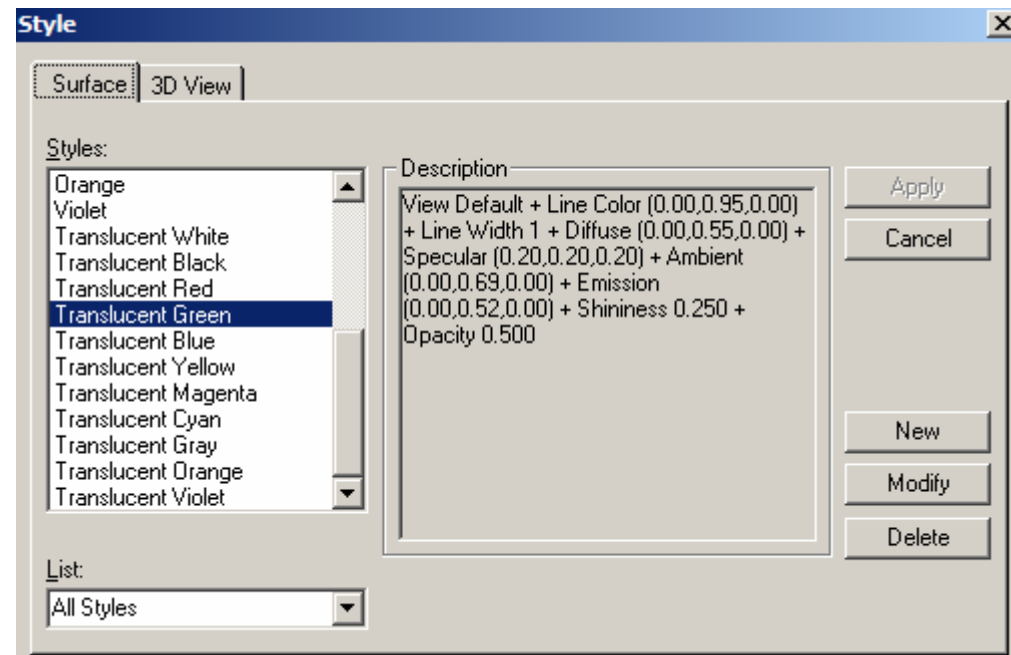 Style
Surface
3D View
Styles:
Orange
Violet
Translucent White
Translucent Black
Translucent Red
Translucent Green
Translucent Blue
Translucent Yellow
Translucent Magenta
Translucent Cyan
Translucent Gray
Translucent Orange
Translucent Violet
List:
All Styles
Description
View Default + Line Color (0.00,0.95,0.00)
+ Line Width 1 + Diffuse (0.00,0.55,0.00) +
Specular (0.20,0.20,0.20) + Ambient
(0.00,0.69,0.00) + Emission
(0.00,0.52,0.00) + Shininess 0.250 +
Opacity 0.500
Apply
Cancel
New
Modify
Delete